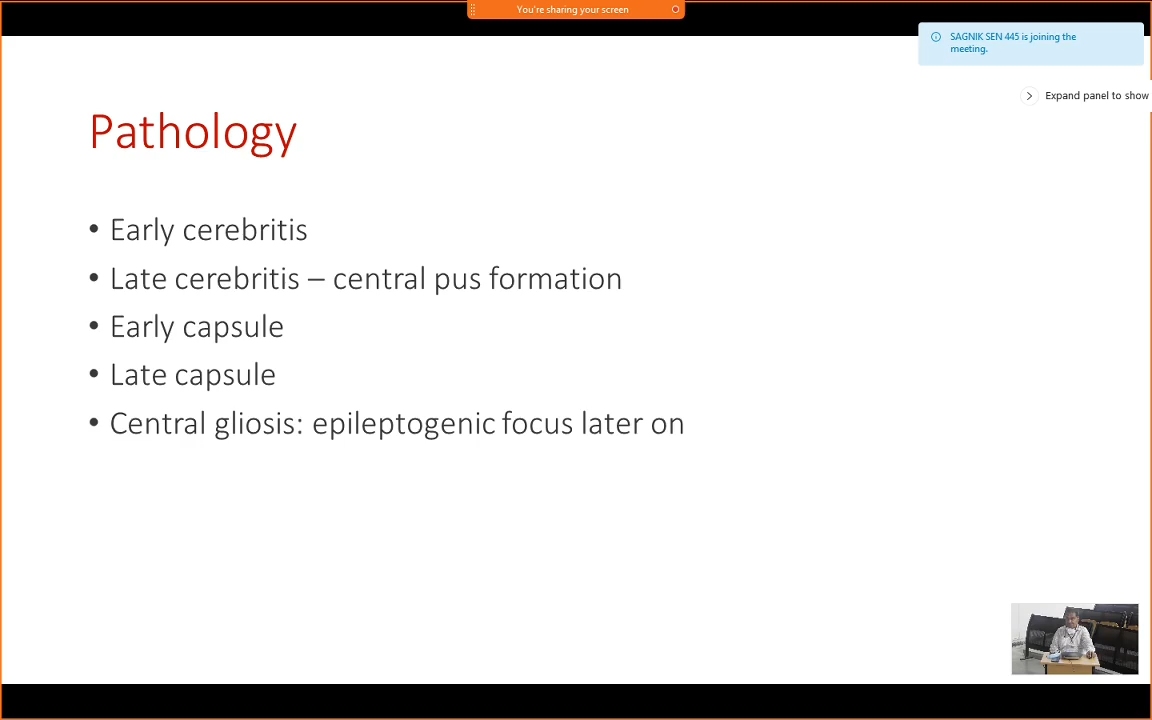 You're sharing your screen
SAGNIK SEN 445 is joining the
meeting.
Expand panel to show
Pathology
• Early cerebritis
• Late cerebritis – central pus formation
• Early capsule
• Late capsule
• Central gliosis: epileptogenic focus later on